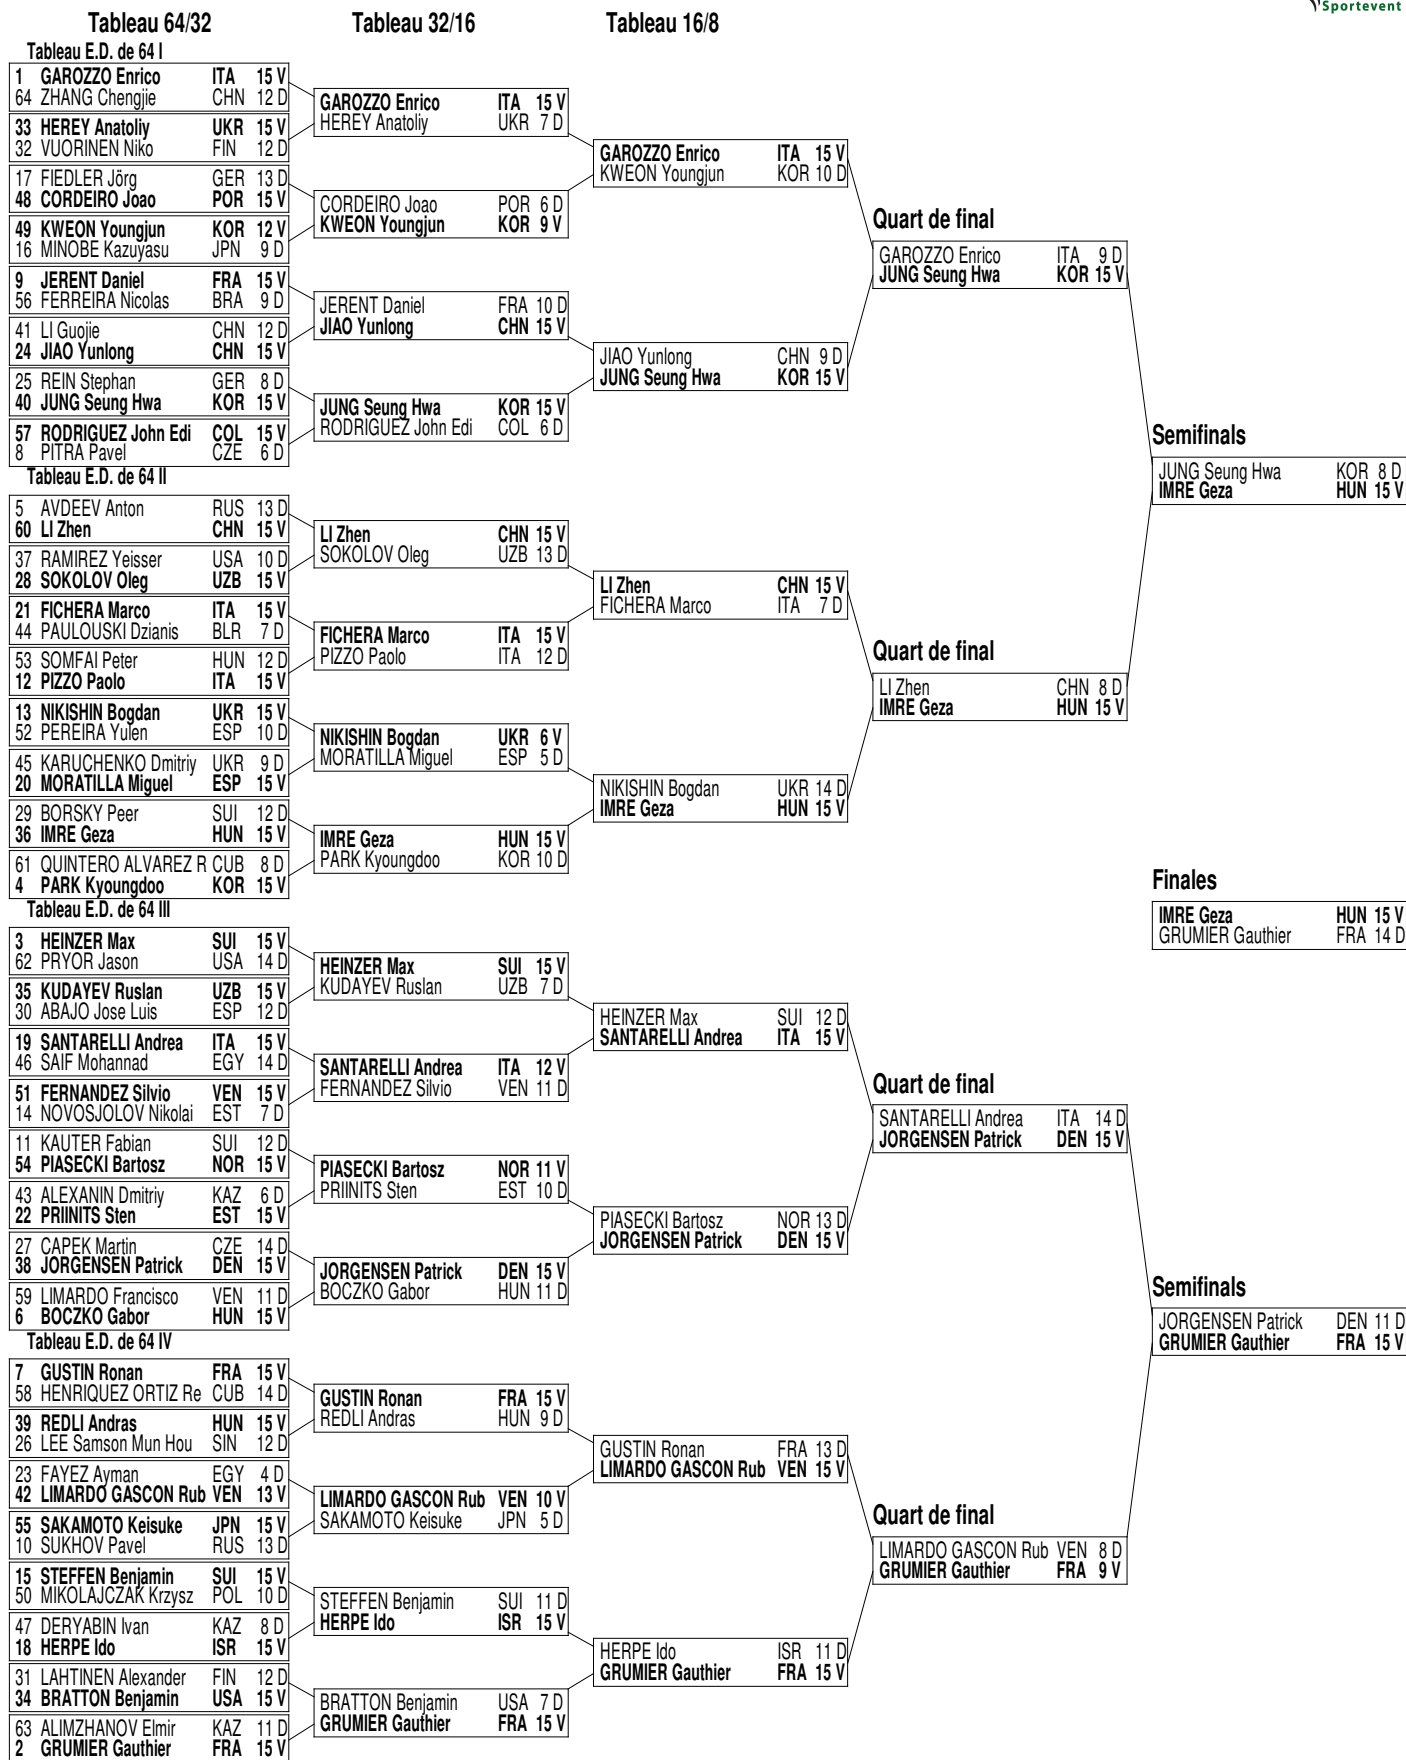 Sportevent
Tableau 64/32
Tableau 32/16
Tableau 16/8
Tableau E.D. de 64 I
1 GAROZZO Enrico ITA 15 V
64 ZHANG Chengjie CHN 12 D
33 HEREY Anatoliy UKR 15 V
32 VUORINEN Niko FIN 12 D
17 FIEDLER Jörg GER 13 D
48 CORDEIRO Joao POR 15 V
49 KWEON Youngjun KOR 12 V
16 MINOBE Kazuyasu JPN 9 D
9 JERENT Daniel FRA 15 V
56 FERREIRA Nicolas BRA 9 D
41 LI Guojie CHN 12 D
24 JIAO Yunlong CHN 15 V
25 REIN Stephan GER 8 D
40 JUNG Seung Hwa KOR 15 V
57 RODRIGUEZ John Edi COL 15 V
8 PITRA Pavel CZE 6 D
Tableau E.D. de 64 II
5 AVDEEV Anton RUS 13 D
60 LI Zhen CHN 15 V
37 RAMIREZ Yeisser USA 10 D
28 SOKOLOV Oleg UZB 15 V
21 FICHERA Marco ITA 15 V
44 PAULOUSKI Dzianis BLR 7 D
53 SOMFAI Peter HUN 12 D
12 PIZZO Paolo ITA 15 V
13 NIKISHIN Bogdan UKR 15 V
52 PEREIRA Yulen ESP 10 D
45 KARUCHENKO Dmitriy UKR 9 D
20 MORATILLA Miguel ESP 15 V
29 BORSKY Peer SUI 12 D
36 IMRE Geza HUN 15 V
61 QUINTERO ALVAREZ R CUB 8 D
4 PARK Kyoungdoo KOR 15 V
Tableau E.D. de 64 III
3 HEINZER Max SUI 15 V
62 PRYOR Jason USA 14 D
35 KUDAYEV Ruslan UZB 15 V
30 ABAJO Jose Luis ESP 12 D
19 SANTARELLI Andrea ITA 15 V
46 SAIF Mohannad EGY 14 D
51 FERNANDEZ Silvio VEN 15 V
14 NOVOSJOLOV Nikolai EST 7 D
11 KAUTER Fabian SUI 12 D
54 PIASECKI Bartosz NOR 15 V
43 ALEXANIN Dmitriy KAZ 6 D
22 PRIINITS Sten EST 15 V
27 CAPEK Martin CZE 14 D
38 JORGENSEN Patrick DEN 15 V
59 LIMARDO Francisco VEN 11 D
6 BOCZKO Gabor HUN 15 V
Tableau E.D. de 64 IV
7 GUSTIN Ronan FRA 15 V
58 HENRIQUEZ ORTIZ Re CUB 14 D
39 REDLI Andras HUN 15 V
26 LEE Samson Mun Hou SIN 12 D
23 FAYEZ Ayman EGY 4 D
42 LIMARDO GASCON Rub VEN 13 V
55 SAKAMOTO Keisuke JPN 15 V
10 SUKHOV Pavel RUS 13 D
15 STEFFEN Benjamin SUI 15 V
50 MIKOLAJCZAK Krzysz POL 10 D
47 DERYABIN Ivan KAZ 8 D
18 HERPE Ido ISR 15 V
31 LAHTINEN Alexander FIN 12 D
34 BRATTON Benjamin USA 15 V
63 ALIMZHANOV Elmir KAZ 11 D
2 GRUMIER Gauthier FRA 15 V
GAROZZO Enrico ITA 15 V
HEREY Anatoliy UKR 7 D
CORDEIRO Joao POR 6 D
KWEON Youngjun KOR 9 V
JERENT Daniel FRA 10 D
JIAO Yunlong CHN 15 V
JUNG Seung Hwa KOR 15 V
RODRIGUEZ John Edi COL 6 D
LI Zhen CHN 15 V
SOKOLOV Oleg UZB 13 D
FICHERA Marco ITA 15 V
PIZZO Paolo ITA 12 D
NIKISHIN Bogdan UKR 6 V
MORATILLA Miguel ESP 5 D
IMRE Geza HUN 15 V
PARK Kyoungdoo KOR 10 D
HEINZER Max SUI 15 V
KUDAYEV Ruslan UZB 7 D
SANTARELLI Andrea ITA 12 V
FERNANDEZ Silvio VEN 11 D
PIASECKI Bartosz NOR 11 V
PRIINITS Sten EST 10 D
JORGENSEN Patrick DEN 15 V
BOCZKO Gabor HUN 11 D
GUSTIN Ronan FRA 15 V
REDLI Andras HUN 9 D
LIMARDO GASCON Rub VEN 10 V
SAKAMOTO Keisuke JPN 5 D
STEFFEN Benjamin SUI 11 D
HERPE Ido ISR 15 V
BRATTON Benjamin USA 7 D
GRUMIER Gauthier FRA 15 V
GAROZZO Enrico ITA 15 V
KWEON Youngjun KOR 10 D
JIAO Yunlong CHN 9 D
JUNG Seung Hwa KOR 15 V
LI Zhen CHN 15 V
FICHERA Marco ITA 7 D
NIKISHIN Bogdan UKR 14 D
IMRE Geza HUN 15 V
HEINZER Max SUI 12 D
SANTARELLI Andrea ITA 15 V
PIASECKI Bartosz NOR 13 D
JORGENSEN Patrick DEN 15 V
GUSTIN Ronan FRA 13 D
LIMARDO GASCON Rub VEN 15 V
HERPE Ido ISR 11 D
GRUMIER Gauthier FRA 15 V
Quart de final
GAROZZO Enrico ITA 9 D
JUNG Seung Hwa KOR 15 V
Quart de final
LI Zhen CHN 8 D
IMRE Geza HUN 15 V
Quart de final
SANTARELLI Andrea ITA 14 D
JORGENSEN Patrick DEN 15 V
Quart de final
LIMARDO GASCON Rub VEN 8 D
GRUMIER Gauthier FRA 9 V
Semifinals
JUNG Seung Hwa KOR 8 D
IMRE Geza HUN 15 V
Finales
IMRE Geza HUN 15 V
GRUMIER Gauthier FRA 14 D
Semifinals
JORGENSEN Patrick DEN 11 D
GRUMIER Gauthier FRA 15 V